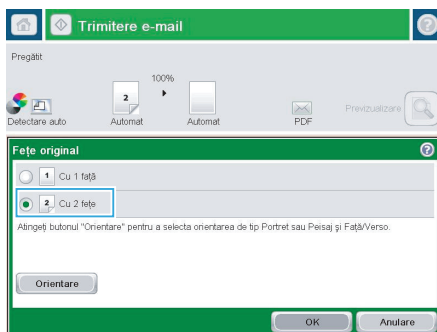 Trimitere e-mail
Pregătit
100%
2
Detectare auto
Automat
Automat
PDF
Previzualizare
Fețe original
1 Cu 1 față
2 Cu 2 fețe
Atingeți butonul "Orientare" pentru a selecta orientarea de tip Portret sau Peisaj și Față/Verso.
Orientare
OK
Anulare